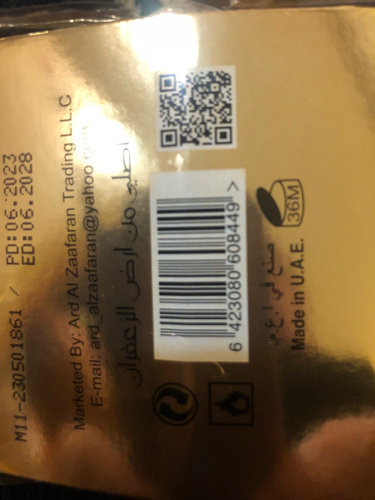 M11-230501861 / PD:06.2023
ED:06.2028
Marketed By: Ard Al Zaafaran Trading L.L.C
E-mail; ard_alzaafaran@yahoo.com
أطلبي من أرض الزعفران
6 423080 608449 >
36M
صنع في ا.ع.م.
Made in U.A.E.